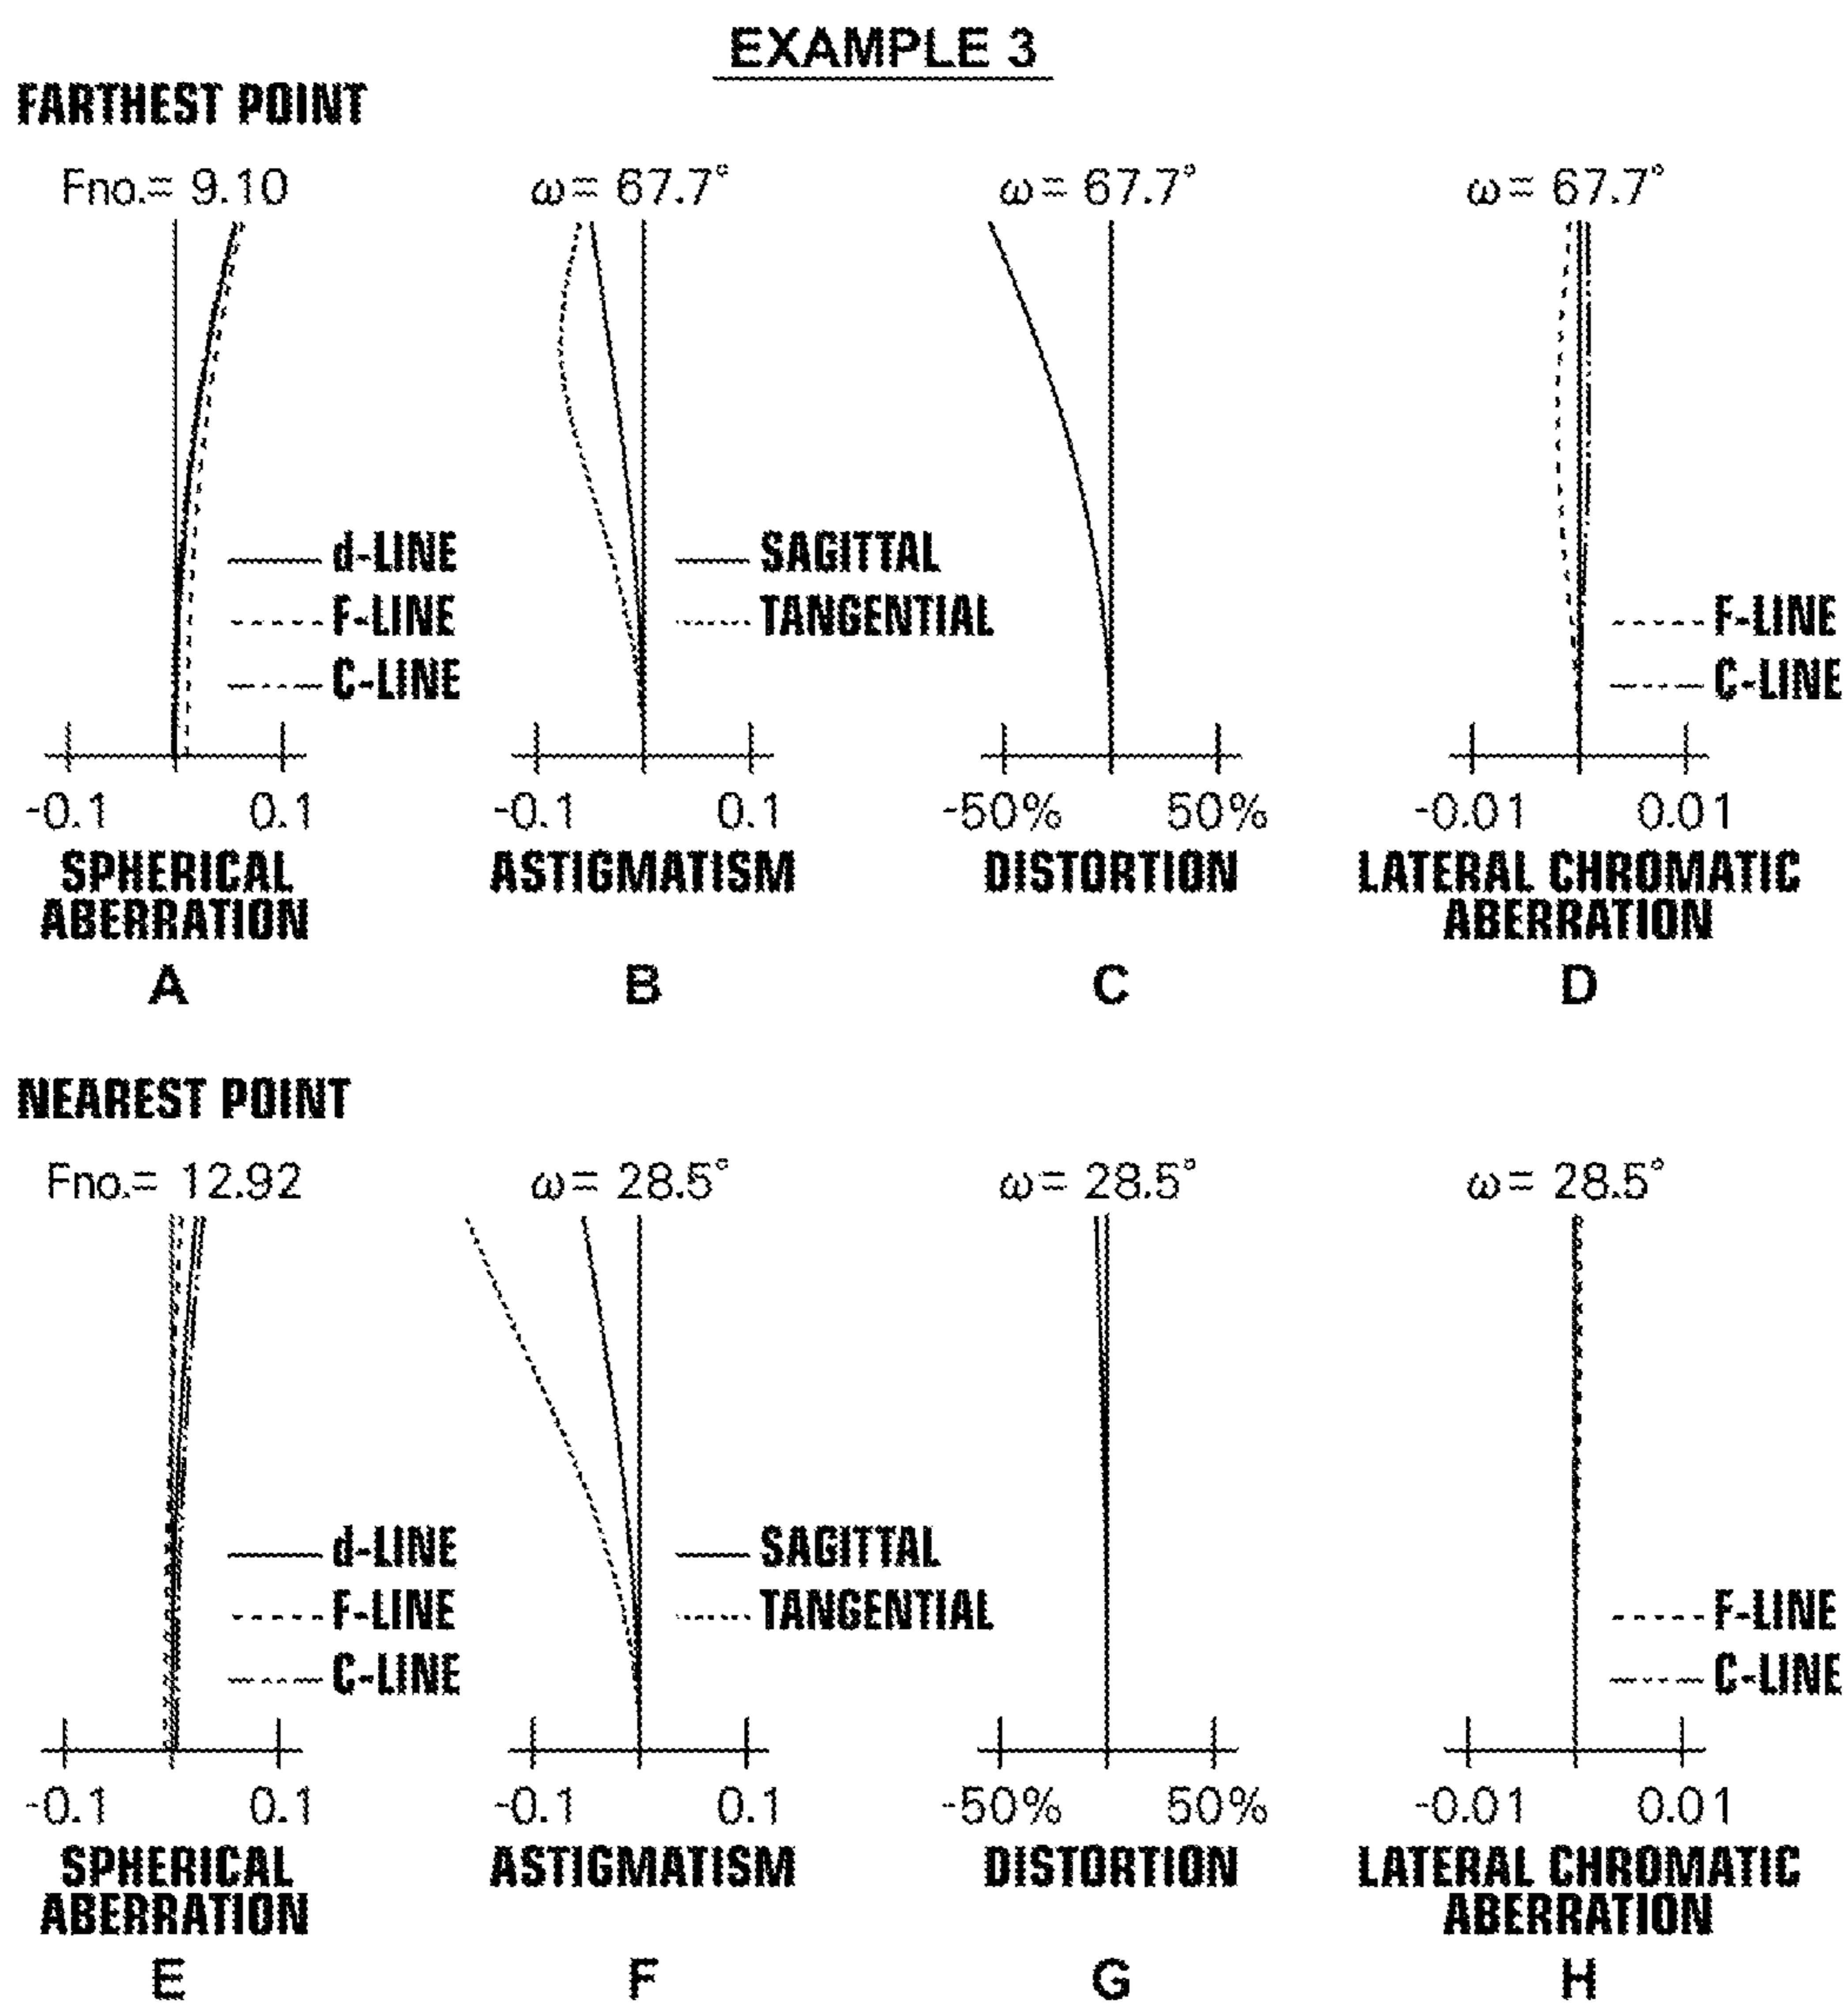 EXAMPLE 3
FARTHEST POINT
Fno.= 9.10
ω= 67.7°
ω= 67.7°
ω= 67.7°
d-LINE
F-LINE
C-LINE
SAGITTAL
TANGENTIAL
F-LINE
C-LINE
-0.1 0.1
-0.1 0.1
-50% 50%
-0.01 0.01
SPHERICAL
ABERRATION
ASTIGMATISM
DISTORTION
LATERAL CHROMATIC
ABERRATION
A
B
C
D
NEAREST POINT
Fno.= 12.92
ω= 28.5°
ω= 28.5°
ω= 28.5°
d-LINE
F-LINE
C-LINE
SAGITTAL
TANGENTIAL
F-LINE
C-LINE
-0.1 0.1
-0.1 0.1
-50% 50%
-0.01 0.01
SPHERICAL
ABERRATION
ASTIGMATISM
DISTORTION
LATERAL CHROMATIC
ABERRATION
E
F
G
H